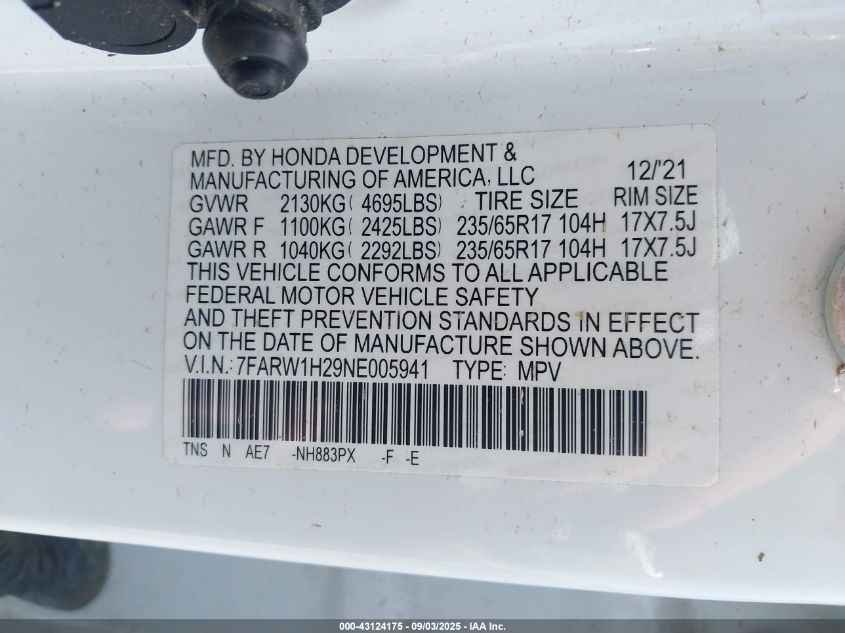 MFD. BY HONDA DEVELOPMENT &
MANUFACTURING OF AMERICA, LLC 12/'21
GVWR 2130KG( 4695LBS) TIRE SIZE RIM SIZE
GAWR F 1100KG( 2425LBS) 235/65R17 104H 17X7.5J
GAWR R 1040KG( 2292LBS) 235/65R17 104H 17X7.5J
THIS VEHICLE CONFORMS TO ALL APPLICABLE
FEDERAL MOTOR VEHICLE SAFETY
AND THEFT PREVENTION STANDARDS IN EFFECT
ON THE DATE OF MANUFACTURE SHOWN ABOVE.
V.I.N.:7FARW1H29NE005941 TYPE: MPV
TNS N AE7 -NH883PX -F -E
000-43124175 - 09/03/2025 - IAA Inc.